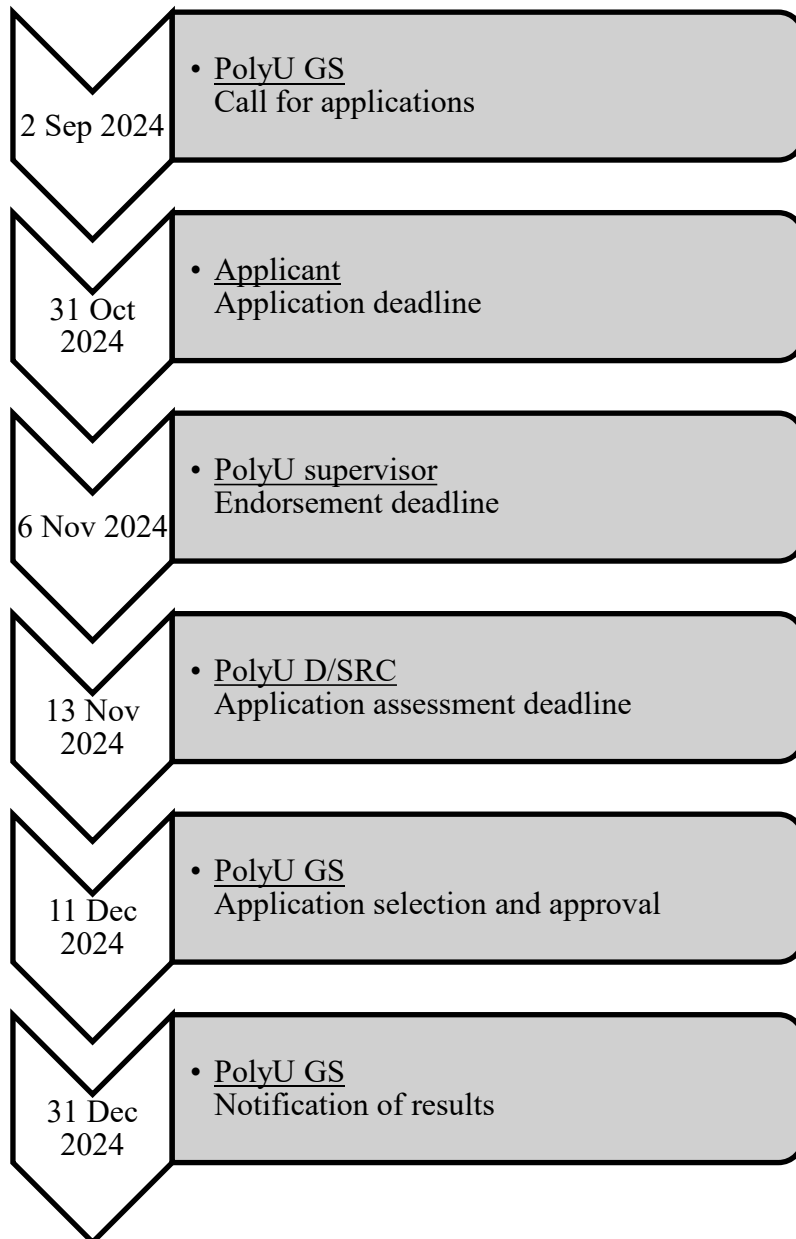 2 Sep 2024
• PolyU GS
Call for applications
31 Oct
2024
• Applicant
Application deadline
6 Nov 2024
• PolyU supervisor
Endorsement deadline
13 Nov
2024
• PolyU D/SRC
Application assessment deadline
11 Dec
2024
• PolyU GS
Application selection and approval
31 Dec
2024
• PolyU GS
Notification of results